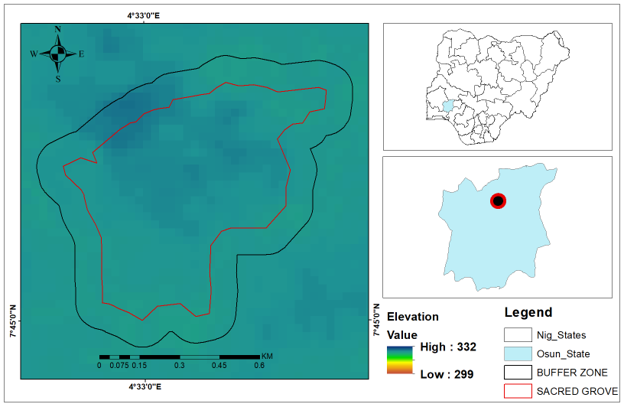 4°33'0"E
N
W E
S
7°45'0"N
7°45'0"N
KM
0 0.075 0.15 0.3 0.45 0.6
4°33'0"E
Elevation
Value
High : 332
Low : 299
Legend
Nig_States
Osun_State
BUFFER ZONE
SACRED GROVE